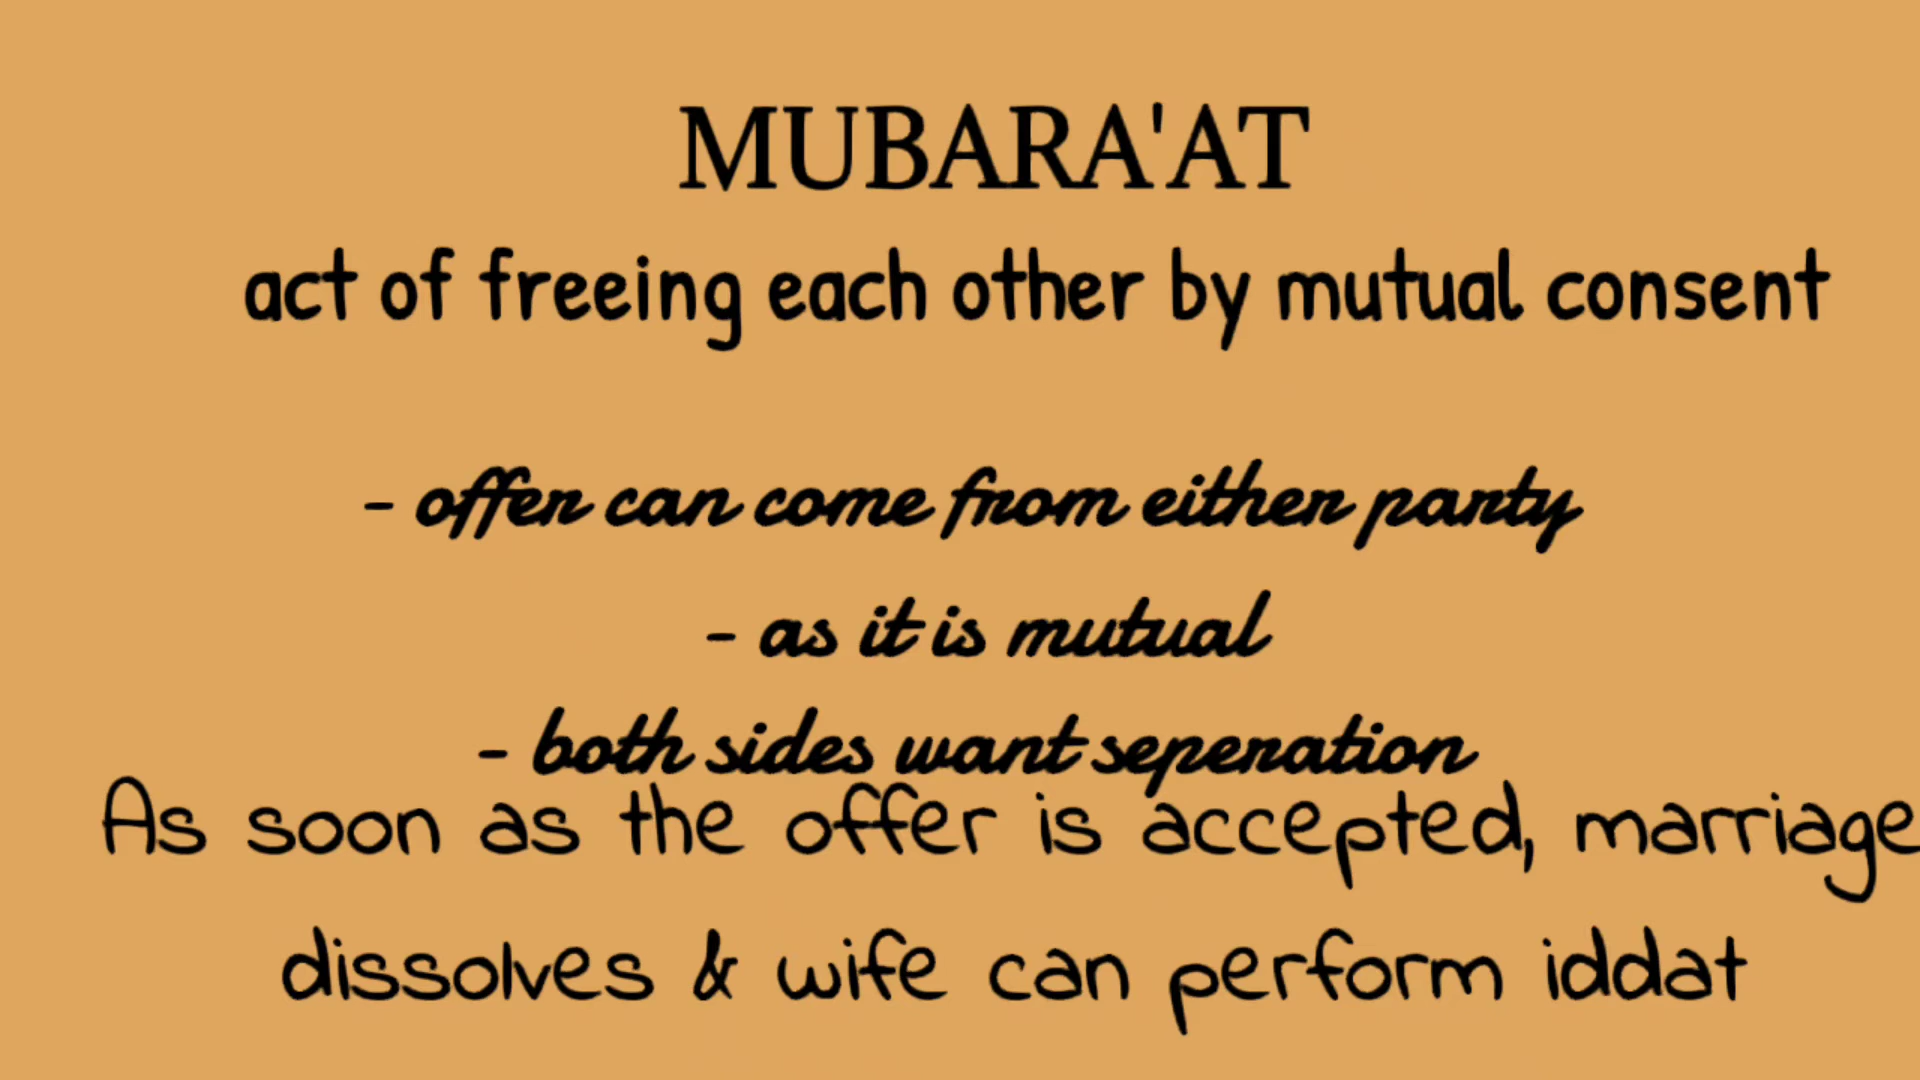 MUBARA'AT
act of freeing each other by mutual consent
- offer can come from either party
- as it is mutual
- both sides want seperation
As soon as the offer is accepted, marriage
dissolves & wife can perform iddat